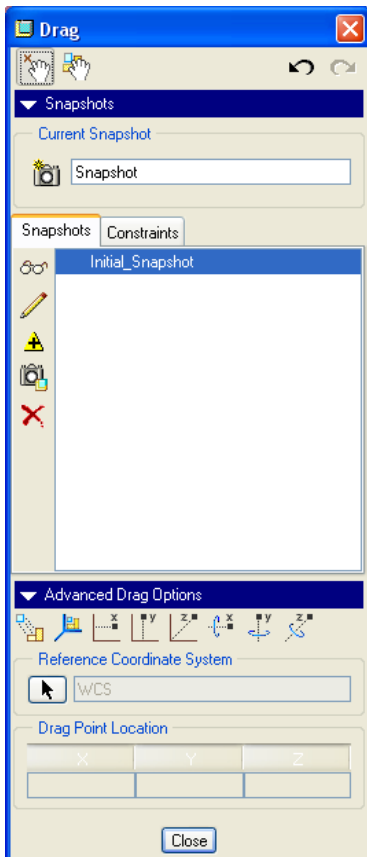 Drag
Snapshots
Current Snapshot
Snapshot
Snapshots Constraints
Initial_Snapshot
Advanced Drag Options
x y z x y z
Reference Coordinate System
WCS
Drag Point Location
X Y Z
Close